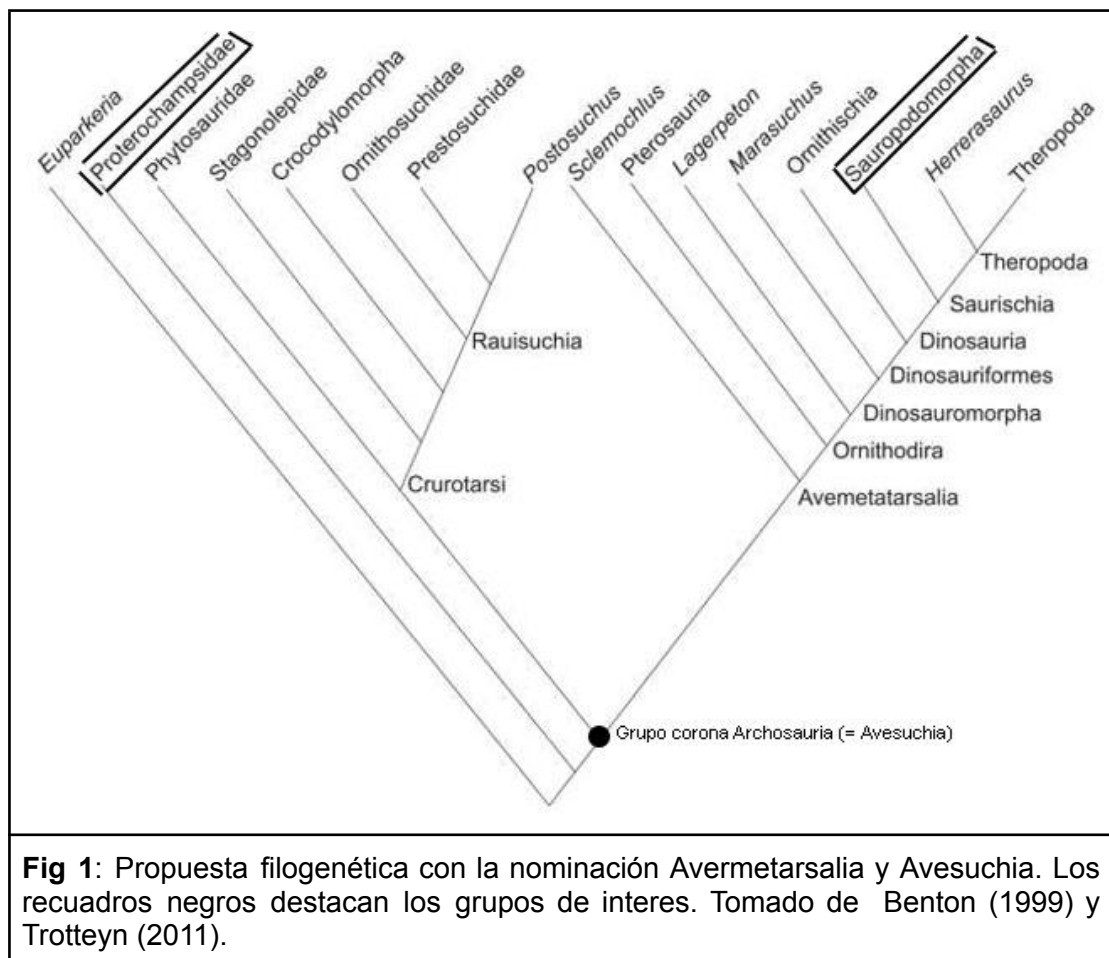 Euparkeria
Proterochampsidae
Phytosauridae
Stagonolepidae
Crocodylomorpha
Ornithosuchidae
Prestosuchidae
Postosuchus
Sclemochlus
Pterosauria
Lagerpeton
Marasuchus
Ornithischia
Sauropodomorpha
Herrerasaurus
Theropoda
Theropoda
Saurischia
Rauisuchia
Dinosauria
Dinosauriformes
Dinosauromorpha
Ornithodira
Crurotarsi
Avemetatarsalia
Grupo corona Archosauria (= Avesuchia)
Fig 1: Propuesta filogenética con la nominación Avermetarsalia y Avesuchia. Los
recuadros negros destacan los grupos de interes. Tomado de Benton (1999) y
Trotteyn (2011).